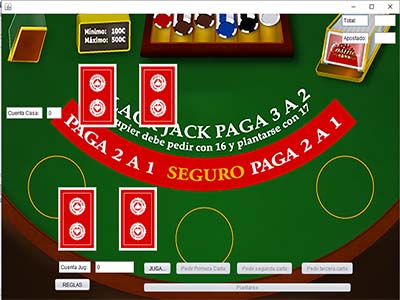 Mínimo: 100€
Máximo: 500€
Total:
Apostado:
BLACK JACK PAGA 3 A 2
Crupier debe pedir con 16 y plantarse con 17
Cuenta Casa: 0
PAGA 2 A 1 SEGURO PAGA 2 A 1
Cuenta Jug: 0
JUGA...
Pedir Primera Carta
Pedir segunda carta
Pedir tercera carta
REGLAS
Plantarse